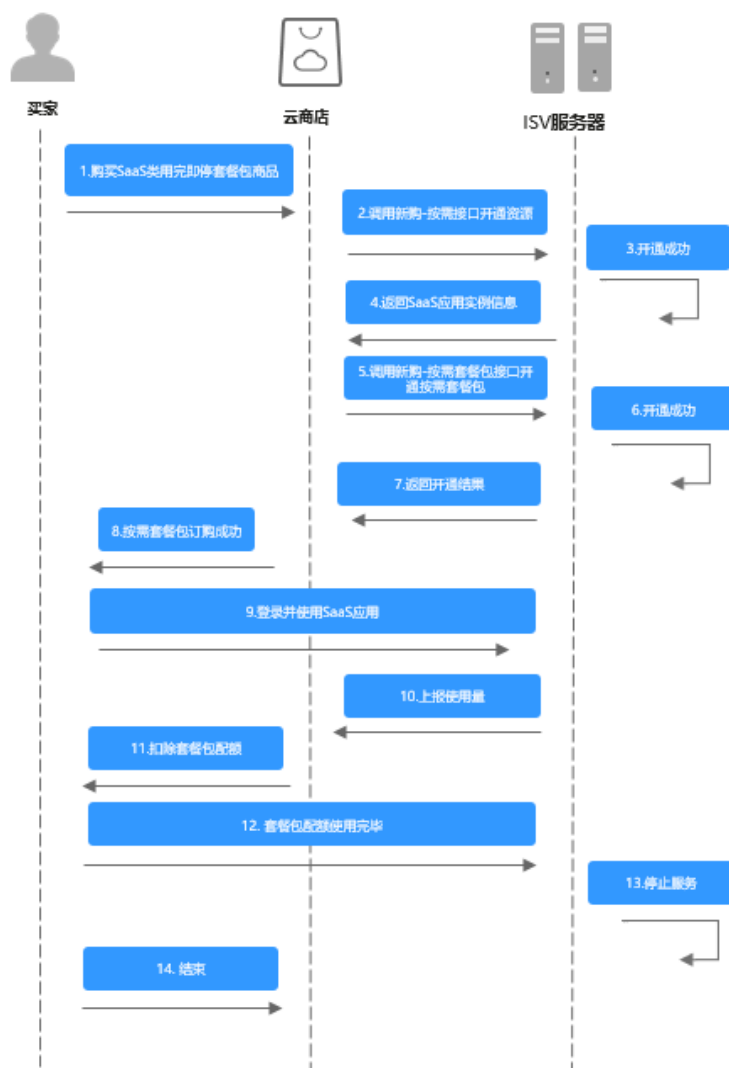 买家
云商店
ISV服务器
1.购买SaaS类用完即停套餐包商品
2.调用新购-按需接口开通资源
3.开通成功
4.返回SaaS应用实例信息
5.调用新购-按需套餐包接口开
通按需套餐包
6.开通成功
7.返回开通结果
8.按需套餐包订购成功
9.登录并使用SaaS应用
10.上报使用量
11.扣除套餐包配额
12. 套餐包配额使用完毕
13.停止服务
14. 结束